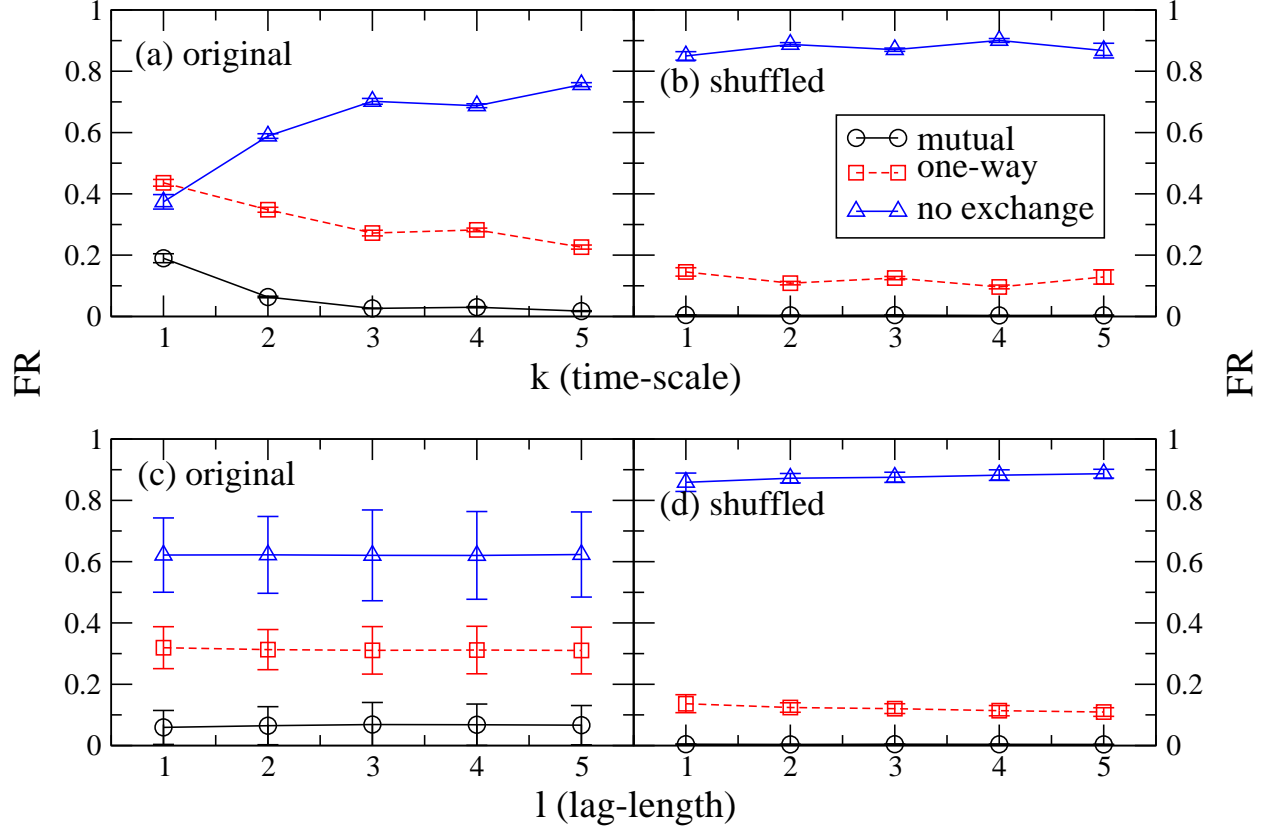 1
0.8
0.6
0.4
0.2
0
(a) original
1 2 3 4 5
(b) shuffled
mutual
one-way
no exchange
1 2 3 4 5
1
0.8
0.6
0.4
0.2
0
k (time-scale)
FR
FR
1
0.8
0.6
0.4
0.2
0
(c) original
1 2 3 4 5
(d) shuffled
1 2 3 4 5
1
0.8
0.6
0.4
0.2
0
l (lag-length)